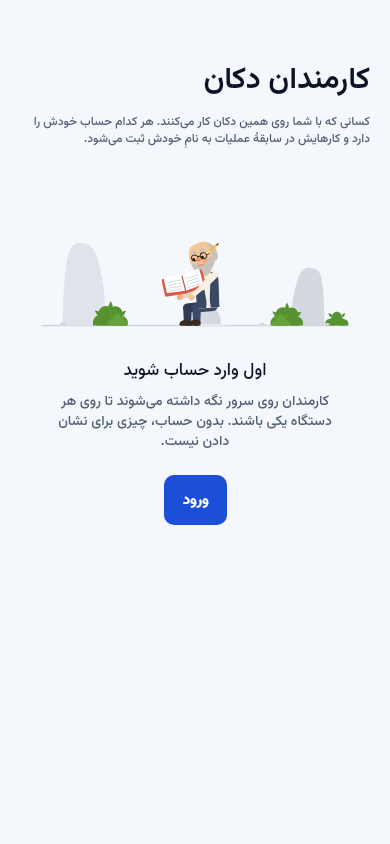 کارمندان دکان
کسانی که با شما روی همین دکان کار می‌کنند. هر کدام حساب خودش را
دارد و کارهایش در سابقهٔ عملیات به نامِ خودش ثبت می‌شود.
اول وارد حساب شوید
کارمندان روی سرور نگه داشته می‌شوند تا روی هر
دستگاه یکی باشند. بدون حساب، چیزی برای نشان
دادن نیست.
ورود